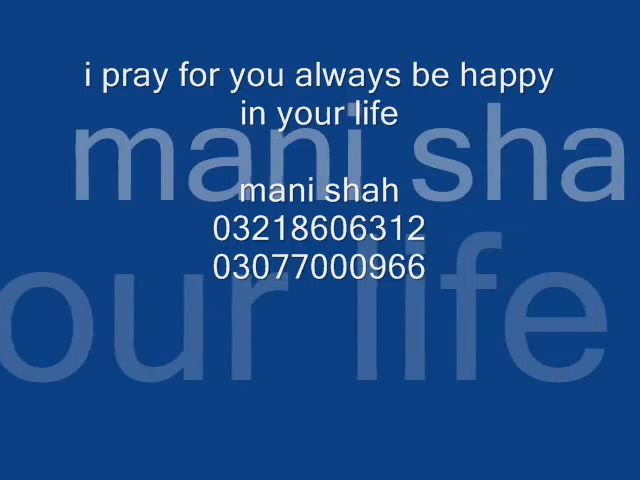 i pray for you always be happy
in your life
mani sha
mani shah
03218606312
03077000966
our life